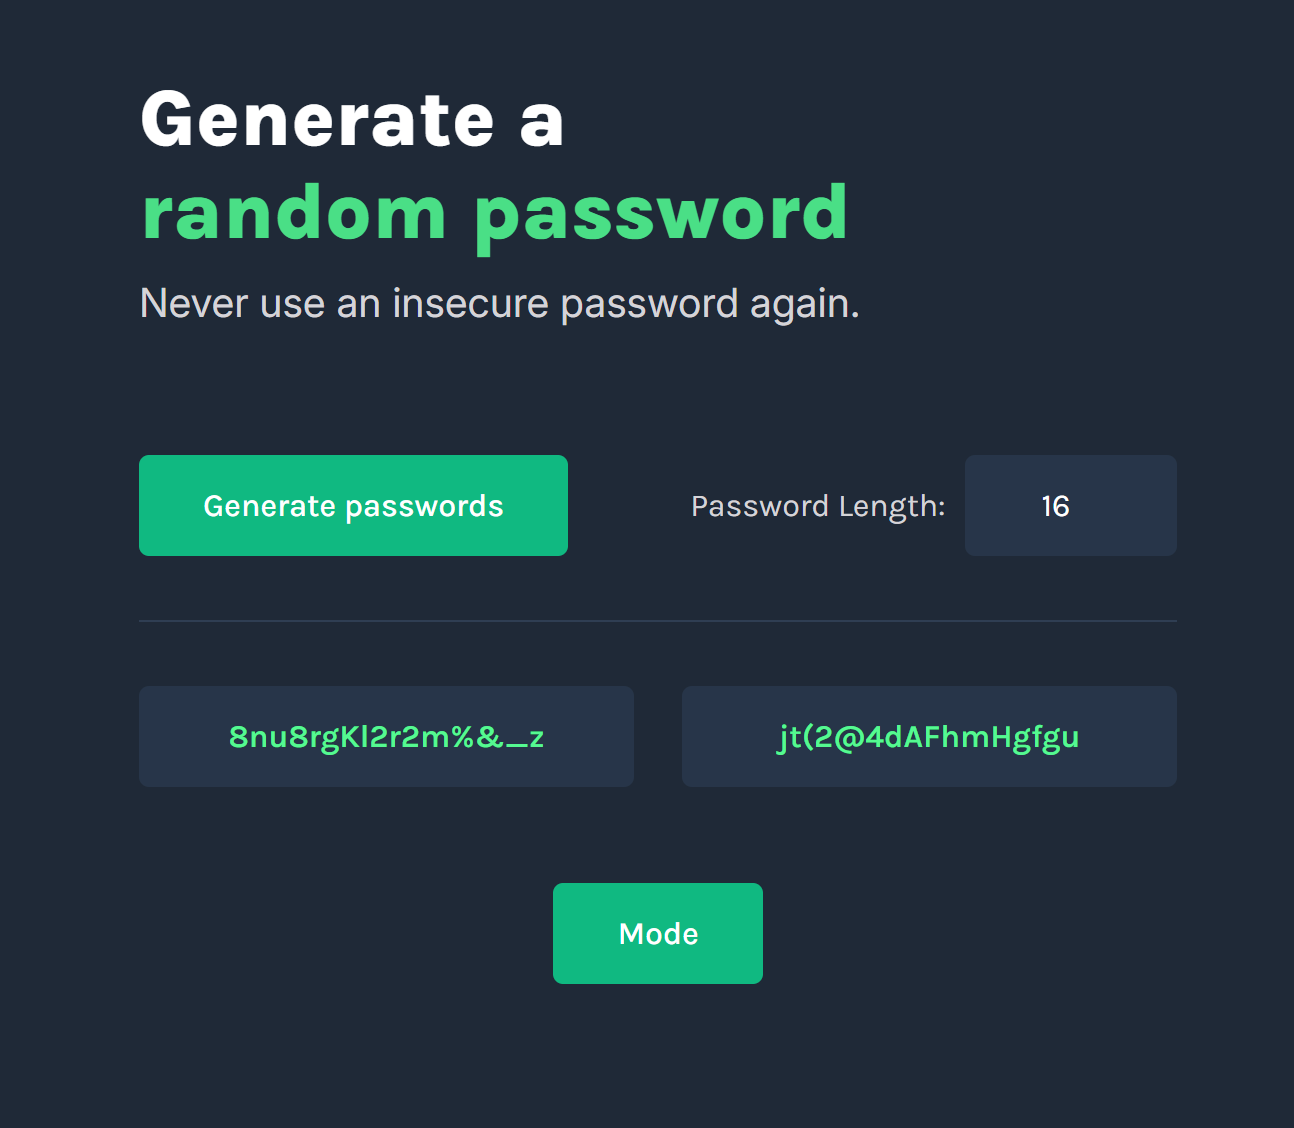 Generate a
random password
Never use an insecure password again.
Generate passwords
Password Length:
16
8nu8rgKl2r2m%&_z
jt(2@4dAFhmHgfgu
Mode